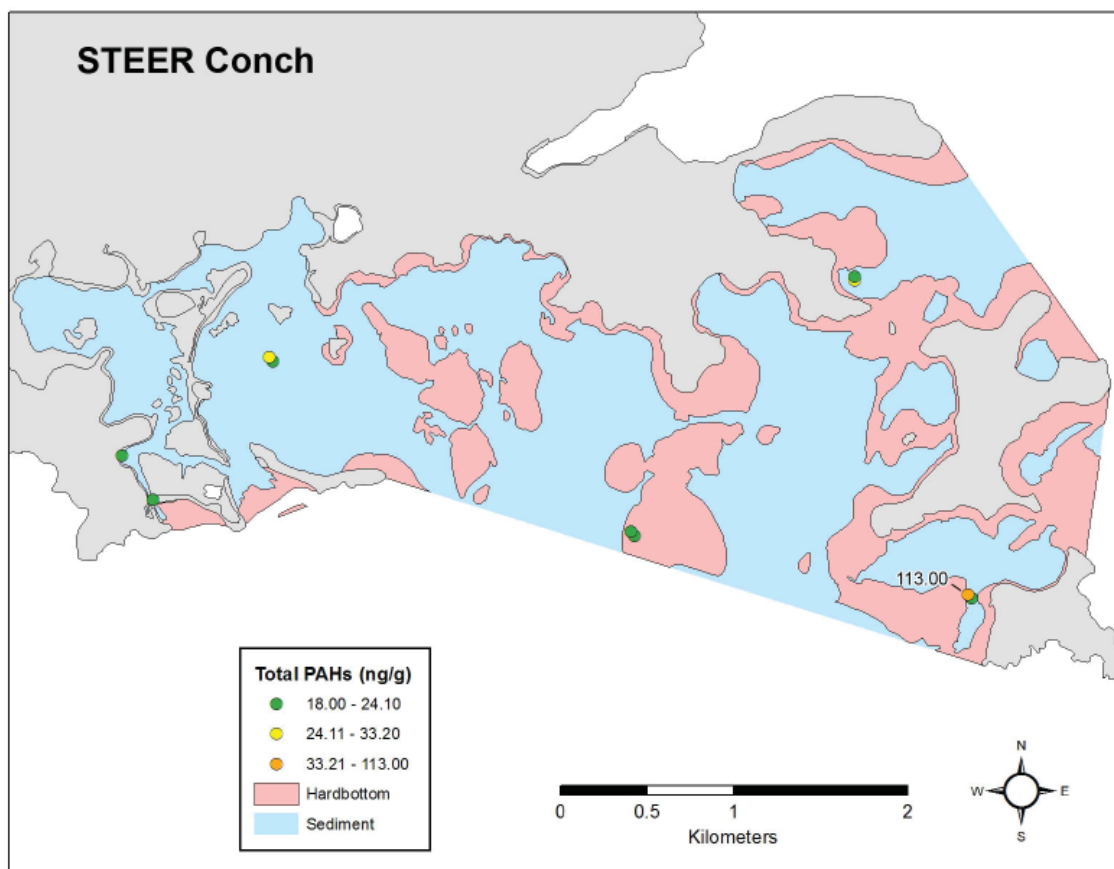 STEER Conch
113.00
Total PAHs (ng/g)
18.00 - 24.10
24.11 - 33.20
33.21 - 113.00
Hardbottom
Sediment
0 0.5 1 2
Kilometers
N
W E
S